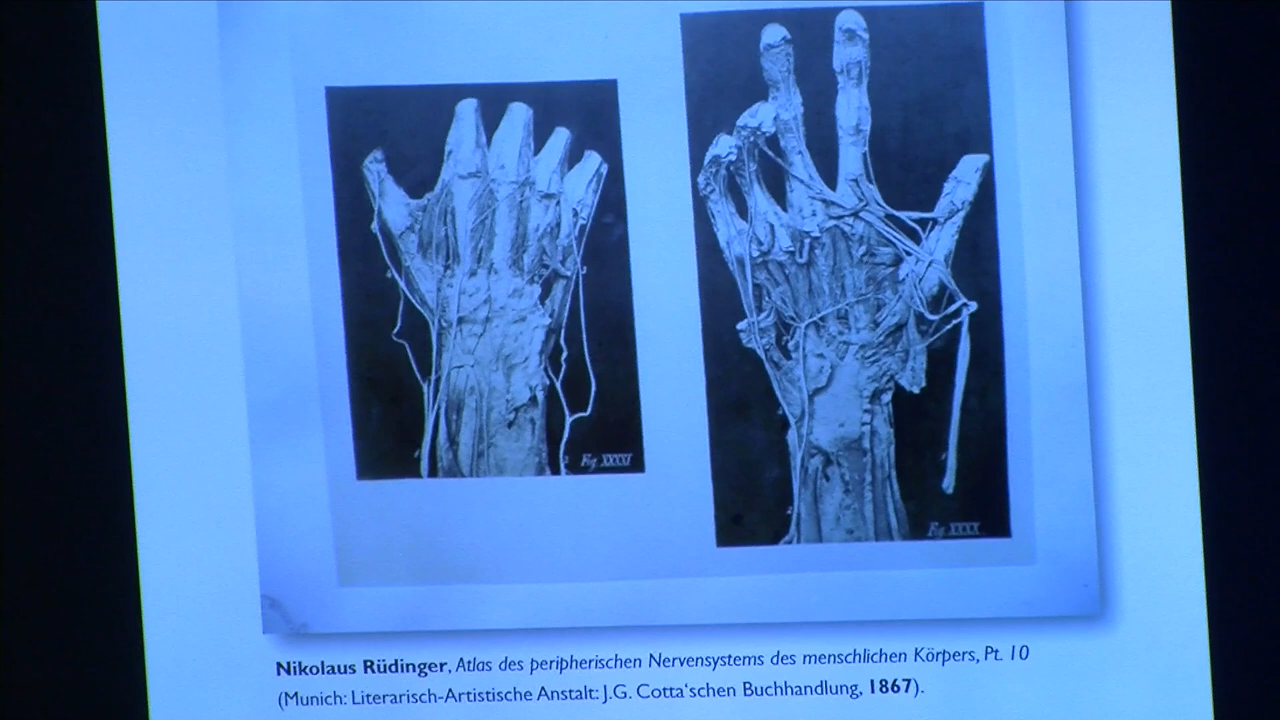 Fig. XXXXI
Fig. XXXX
Nikolaus Rüdinger, Atlas des peripherischen Nervensystems des menschlichen Körpers, Pt. 10
(Munich: Literarisch-Artistische Anstalt: J.G. Cotta'schen Buchhandlung, 1867).